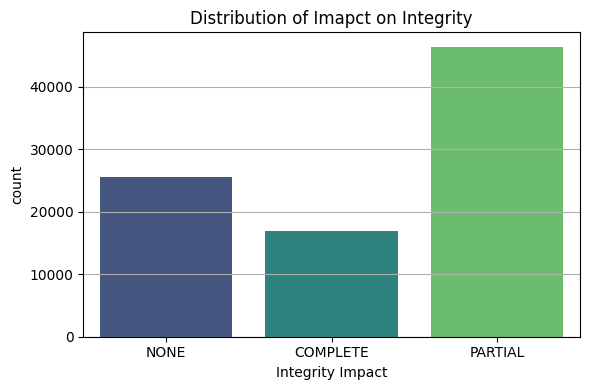 Distribution of Imapct on Integrity
count
40000
30000
20000
10000
0
NONE COMPLETE PARTIAL
Integrity Impact